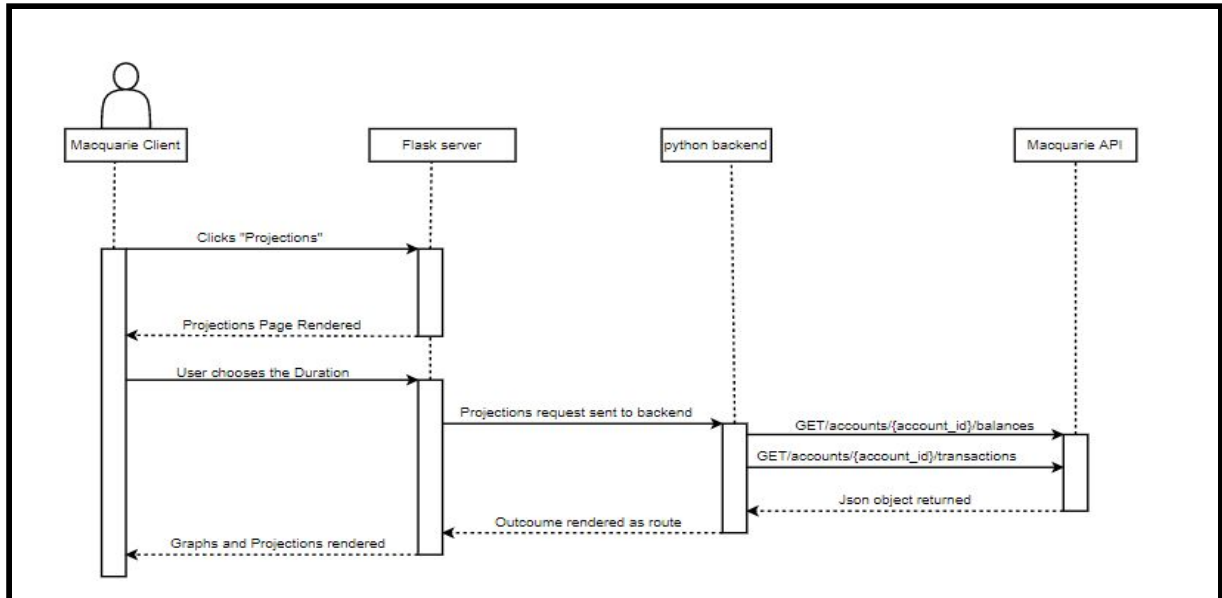 Macquarie Client
Flask server
python backend
Macquarie API
Clicks "Projections"
Projections Page Rendered
User chooses the Duration
Projections request sent to backend
GET/accounts/{account_id}/balances
GET/accounts/{account_id}/transactions
Json object returned
Outcoume rendered as route
Graphs and Projections rendered